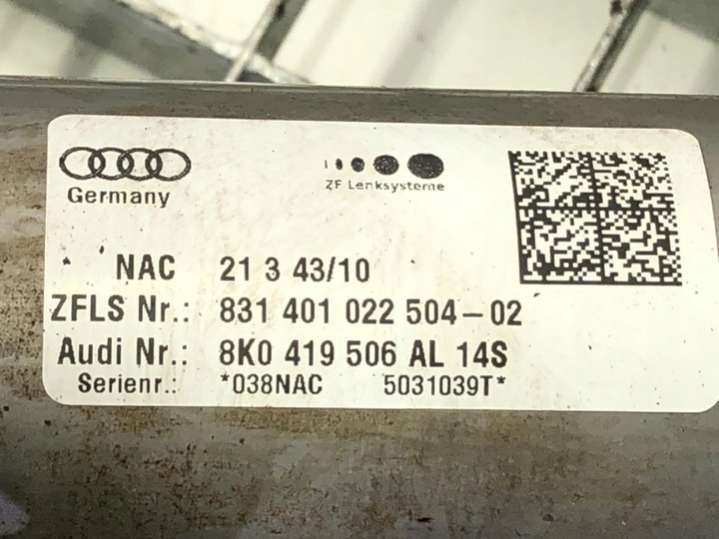 Germany
ZF Lenksysteme
NAC 21 3 43/10
ZFLS Nr.: 831 401 022 504-02
Audi Nr.: 8K0 419 506 AL 14S
Serienr.: *038NAC 5031039T*